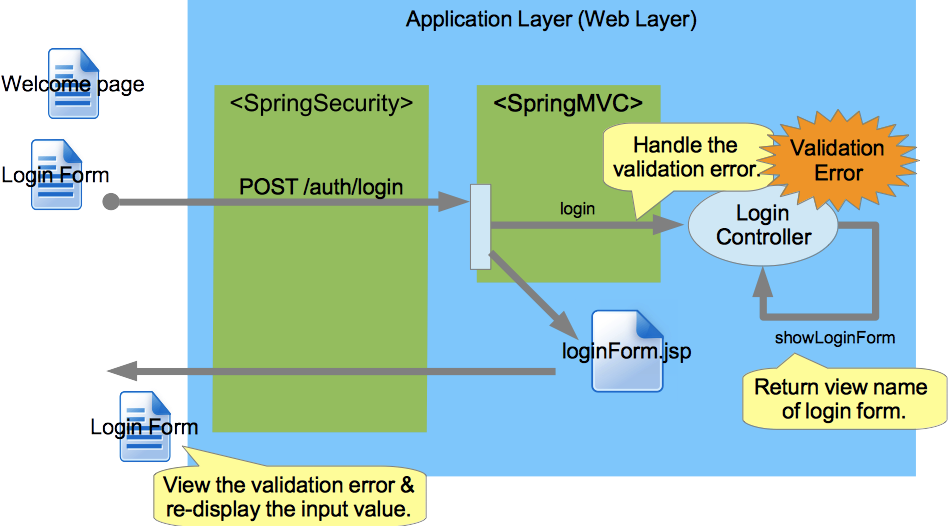 Application Layer (Web Layer)
Welcome page
<SpringSecurity>
<SpringMVC>
Handle the
validation error.
Validation
Error
Login Form
POST /auth/login
login
Login
Controller
showLoginForm
loginForm.jsp
Return view name
of login form.
Login Form
View the validation error &
re-display the input value.